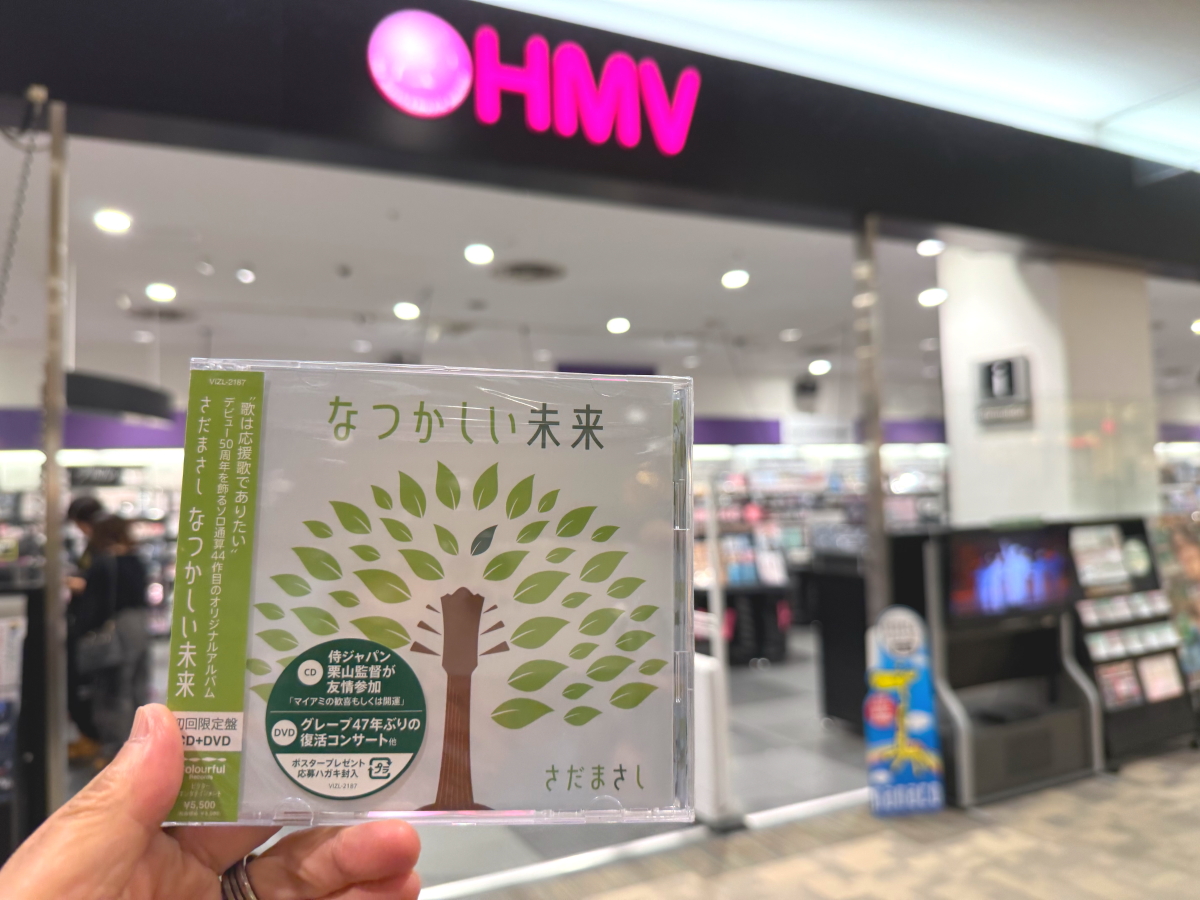 HMV
VIZL-2187
“歌は応援歌でありたい”
デビュー50周年を飾るソロ通算44作目のオリジナルアルバム
さだまさし なつかしい未来
初回限定盤
CD+DVD
Colourful
Records
¥5,500
なつかしい未来
CD
侍ジャパン
栗山監督が
友情参加
「マイアミの歓喜もしくは開運」
DVD
グレープ47年ぶりの
復活コンサート他
ポスタープレゼント
応募ハガキ封入
プラ
VIZL-2187
さだまさし
nanaco